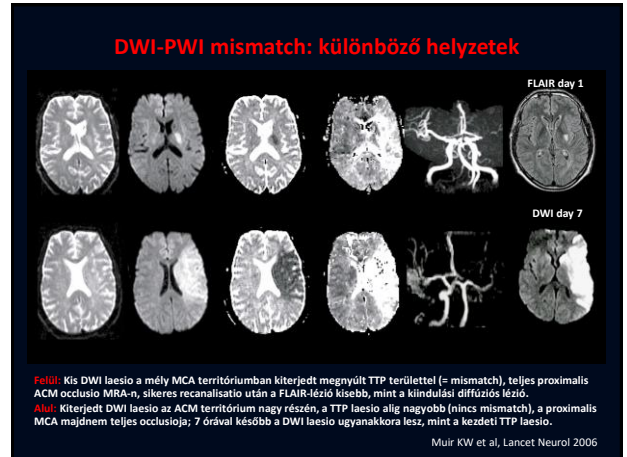 DWI-PWI mismatch: különböző helyzetek
FLAIR day 1
DWI day 7
Felül: Kis DWI laesio a mély MCA territóriumban kiterjedt megnyúlt TTP területtel (= mismatch), teljes proximalis
ACM occlusio MRA-n, sikeres recanalisatio után a FLAIR-lézió kisebb, mint a kiindulási diffúziós lézió.
Alul: Kiterjedt DWI laesio az ACM territórium nagy részén, a TTP laesio alig nagyobb (nincs mismatch), a proximalis
MCA majdnem teljes occlusioja; 7 órával később a DWI laesio ugyanakkora lesz, mint a kezdeti TTP laesio.
Muir KW et al, Lancet Neurol 2006